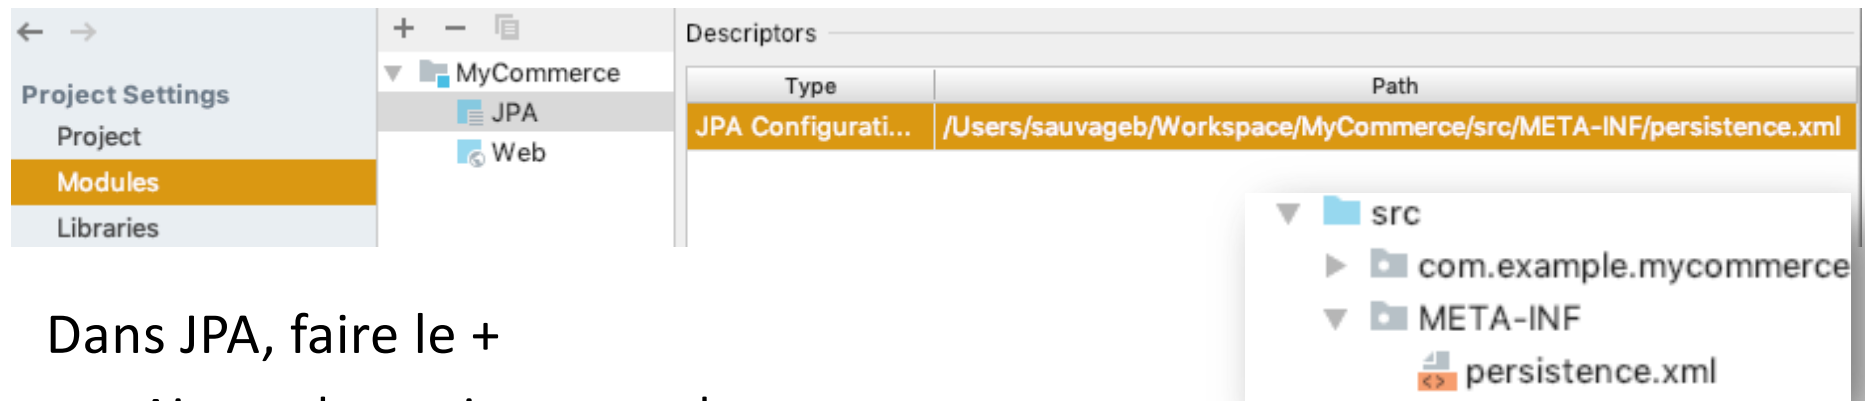 Project Settings
Project
Modules
Libraries
MyCommerce
JPA
Web
Descriptors
Type Path
JPA Configurati... /Users/sauvageb/Workspace/MyCommerce/src/META-INF/persistence.xml
src
com.example.mycommerce
META-INF
persistence.xml
Dans JPA, faire le +